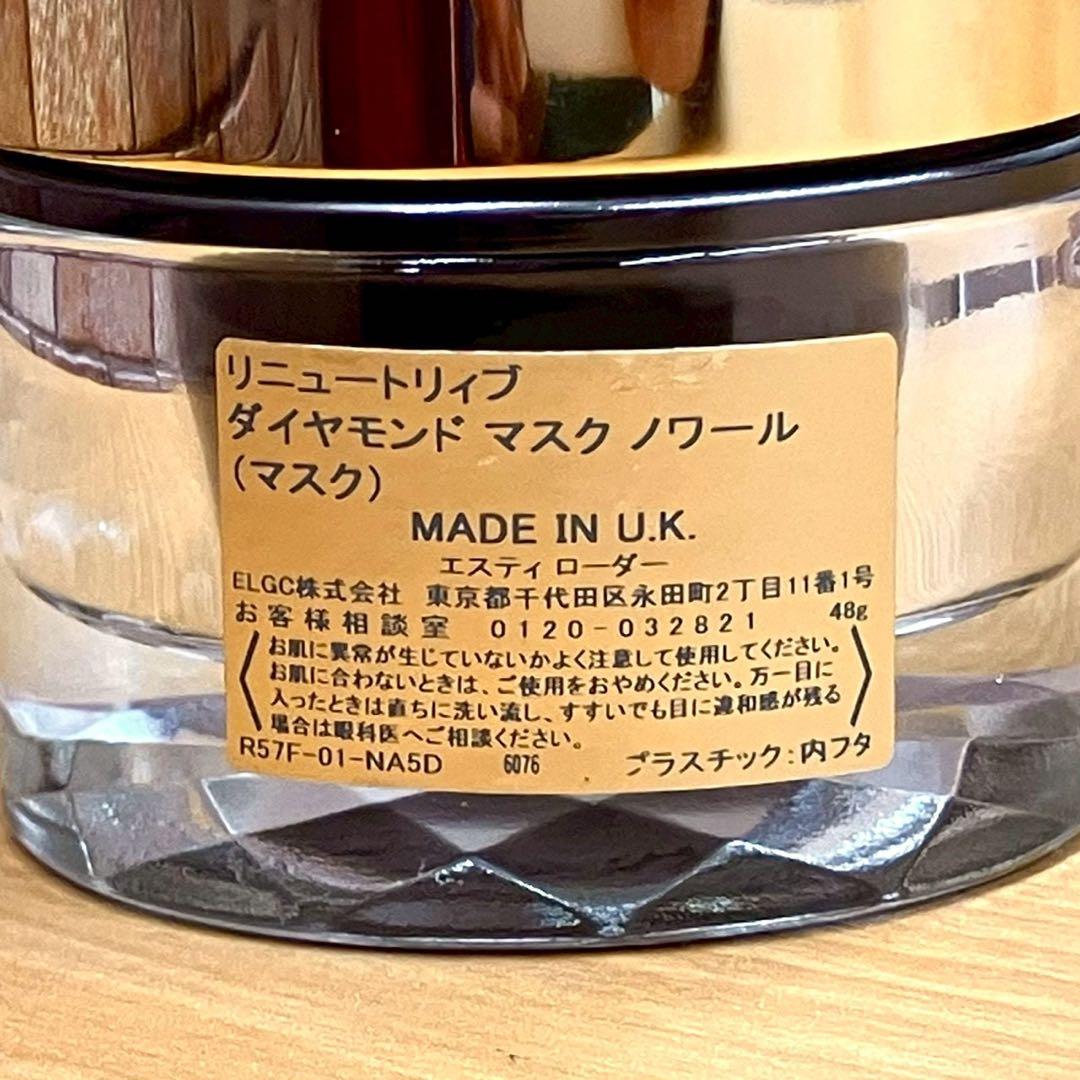 リニュートリィブ
ダイヤモンド マスク ノワール
(マスク)
MADE IN U.K.
エスティ ローダー
ELGC株式会社 東京都千代田区永田町2丁目11番1号
お客様相談室 0120-032821 48g
お肌に異常が生じていないかよく注意して使用してください。
お肌に合わないときは、ご使用をおやめください。万一目に
入ったときは直ちに洗い流し、すすいでも目に違和感が残る
場合は眼科医へご相談ください。
R57F-01-NA5D 6076 プラスチック:内フタ